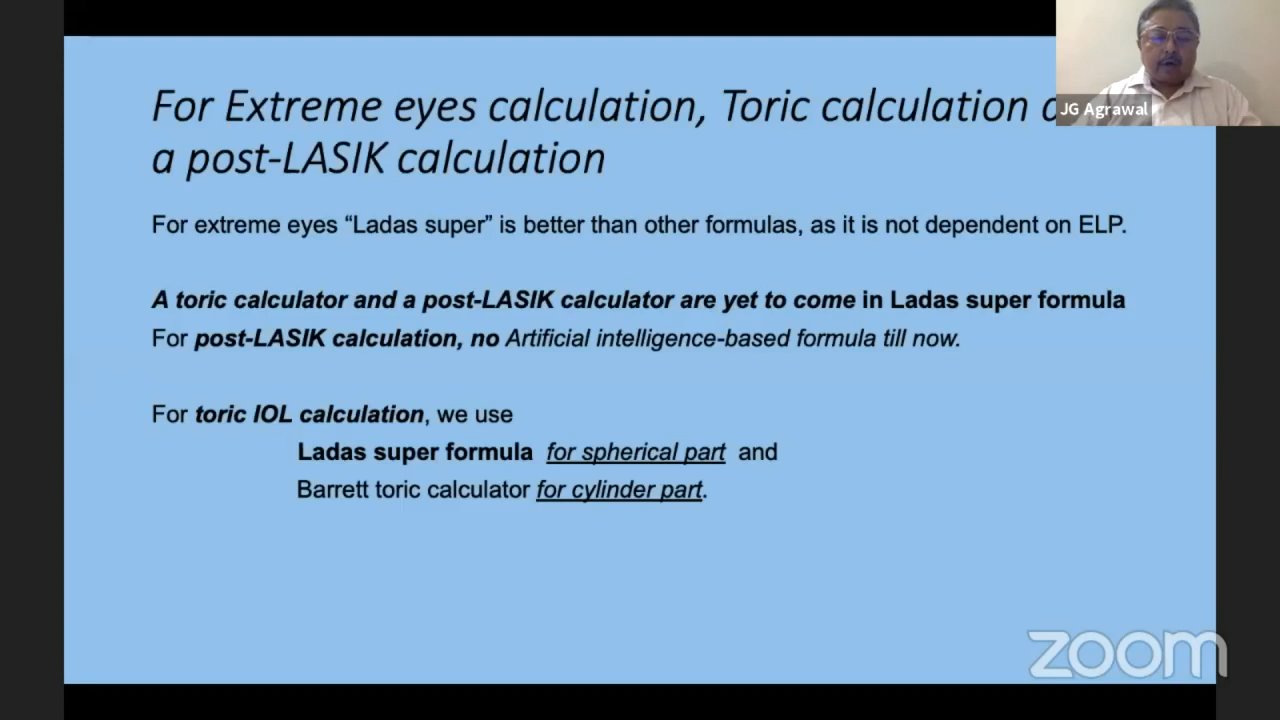 For Extreme eyes calculation, Toric calculation
a post-LASIK calculation
JG Agrawal
For extreme eyes “Ladas super” is better than other formulas, as it is not dependent on ELP.
A toric calculator and a post-LASIK calculator are yet to come in Ladas super formula
For post-LASIK calculation, no Artificial intelligence-based formula till now.
For toric IOL calculation, we use
Ladas super formula for spherical part and
Barrett toric calculator for cylinder part.
zoom